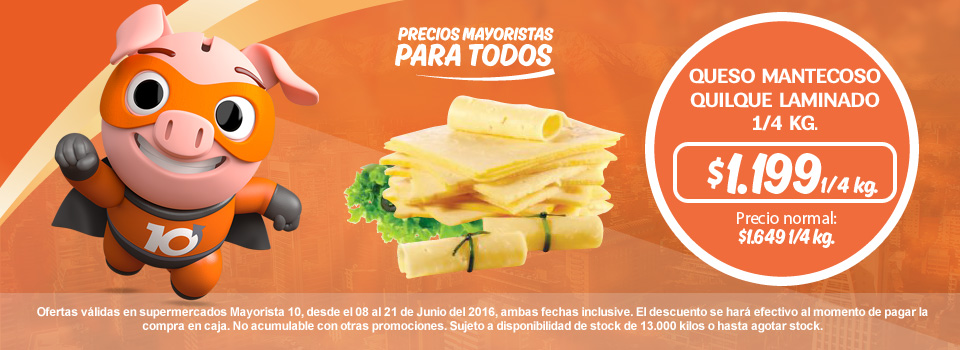 PRECIOS MAYORISTAS
PARA TODOS
QUESO MANTECOSO
QUILQUE LAMINADO
1/4 KG.
$1.199 1/4 kg.
Precio normal:
$1.649 1/4 kg.
10
Ofertas válidas en supermercados Mayorista 10, desde el 08 al 21 de Junio del 2016, ambas fechas inclusive. El descuento se hará efectivo al momento de pagar la
compra en caja. No acumulable con otras promociones. Sujeto a disponibilidad de stock de 13.000 kilos o hasta agotar stock.